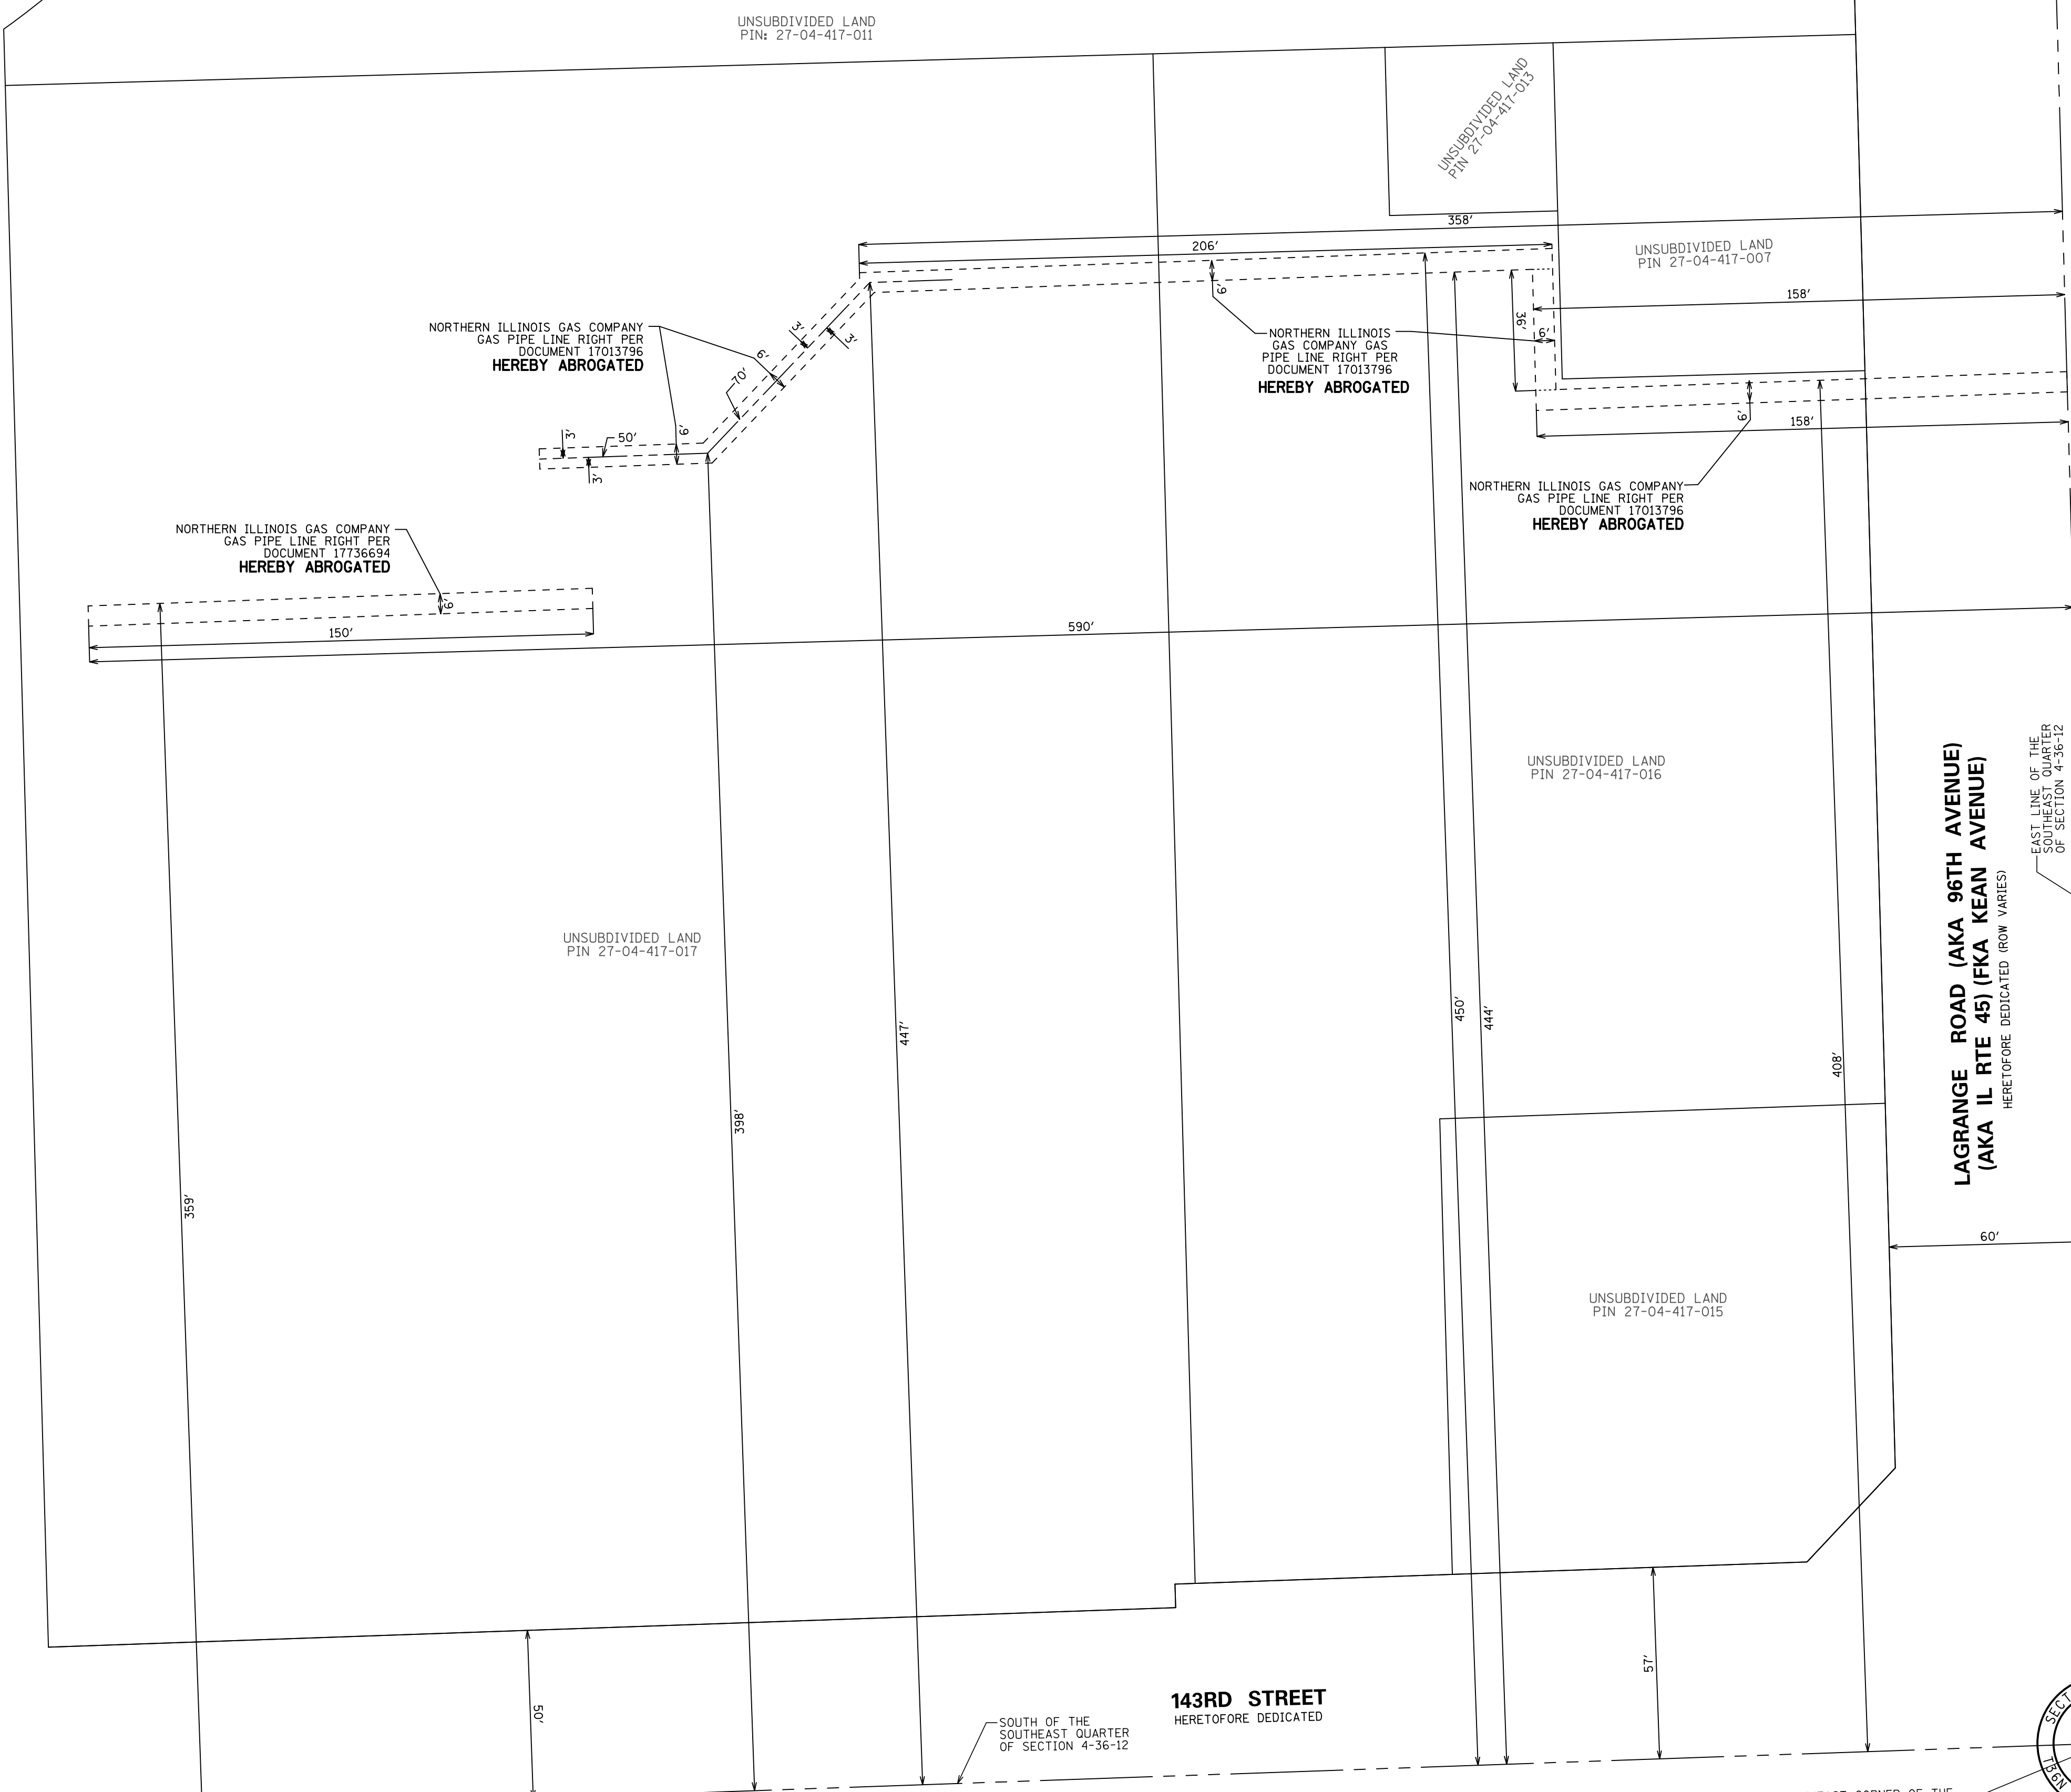 UNSUBDIVIDED LAND
PIN: 27-04-417-011
UNSUBDIVIDED LAND
PIN 27-04-417-013
358'
206'
UNSUBDIVIDED LAND
PIN 27-04-417-007
158'
6'
36'
6'
NORTHERN ILLINOIS GAS COMPANY
GAS PIPE LINE RIGHT PER
DOCUMENT 17013796
HEREBY ABROGATED
3'
3'
6'
70'
NORTHERN ILLINOIS
GAS COMPANY GAS
PIPE LINE RIGHT PER
DOCUMENT 17013796
HEREBY ABROGATED
3'
50'
6'
3'
6'
158'
NORTHERN ILLINOIS GAS COMPANY
GAS PIPE LINE RIGHT PER
DOCUMENT 17013796
HEREBY ABROGATED
NORTHERN ILLINOIS GAS COMPANY
GAS PIPE LINE RIGHT PER
DOCUMENT 17736694
HEREBY ABROGATED
6'
150'
590'
UNSUBDIVIDED LAND
PIN 27-04-417-016
EAST LINE OF THE
SOUTHEAST QUARTER
OF SECTION 4-36-12
LAGRANGE ROAD (AKA 96TH AVENUE)
(AKA IL RTE 45) (FKA KEAN AVENUE)
HERETOFORE DEDICATED (ROW VARIES)
UNSUBDIVIDED LAND
PIN 27-04-417-017
359'
398'
447'
450'
444'
408'
60'
UNSUBDIVIDED LAND
PIN 27-04-417-015
50'
57'
143RD STREET
HERETOFORE DEDICATED
SOUTH OF THE
SOUTHEAST QUARTER
OF SECTION 4-36-12